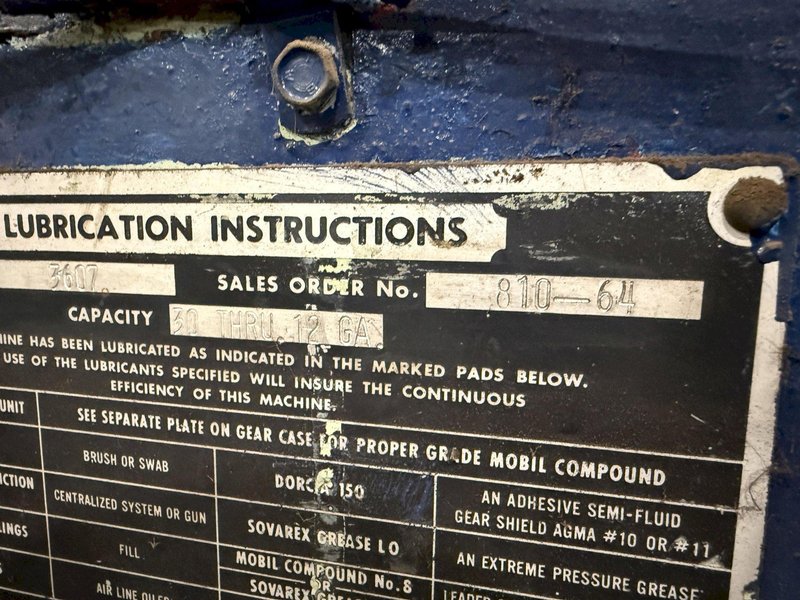 LUBRICATION INSTRUCTIONS
3607
SALES ORDER No. 810-64
CAPACITY 30 THRU 12 GA.
HAS BEEN LUBRICATED AS INDICATED IN THE MARKED PADS BELOW.
USE OF THE LUBRICANTS SPECIFIED WILL INSURE THE CONTINUOUS
EFFICIENCY OF THIS MACHINE.
UNIT
SEE SEPARATE PLATE ON GEAR CASE FOR PROPER GRADE MOBIL COMPOUND
BRUSH OR SWAB
DORCIA 150
AN ADHESIVE SEMI-FLUID
GEAR SHIELD AGMA #10 OR #11
CENTRALIZED SYSTEM OR GUN
SOVAREX GREASE LO
AN EXTREME PRESSURE GREASE
FILL
MOBIL COMPOUND No. 8
OR
AIR LINE OILER
SOVAREX GREASE